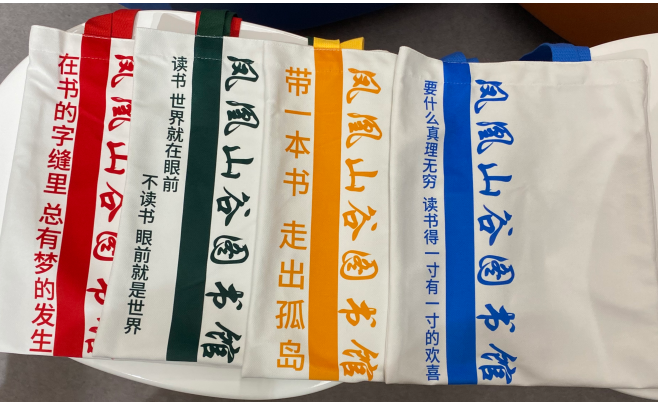 在书的字缝里 总有梦的发生
凤凰山谷图书馆
读书 世界就在眼前
不读书 眼前就是世界
凤凰山谷图书馆
带一本书 走出孤岛
凤凰山谷图书馆
要什么真理无穷 读书得一寸有一寸的欢喜
凤凰山谷图书馆